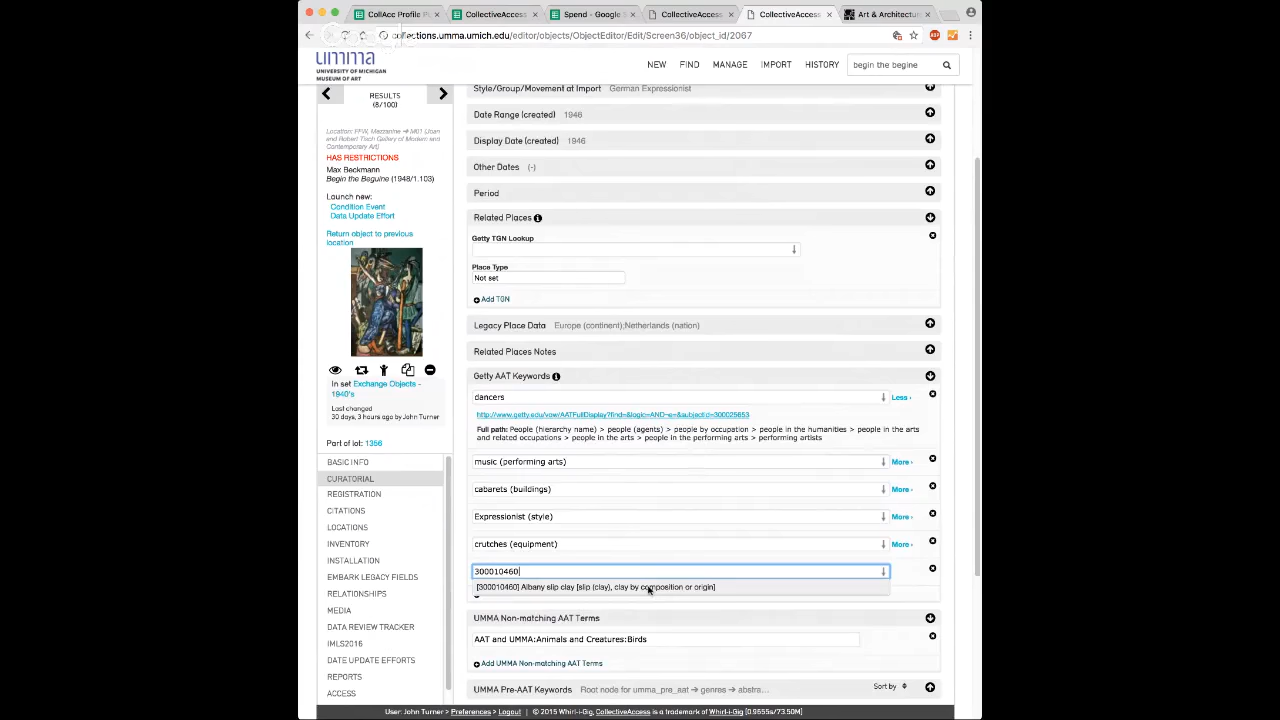 CollAcc Profile Pu
CollectiveAccess
Spend - Google S
CollectiveAccess
CollectiveAccess:
Art & Architectur
collections.umma.umich.edu/editor/objects/ObjectEditor/Edit/Screen36/object_id/2067
umma
UNIVERSITY OF MICHIGAN
MUSEUM OF ART
NEW
FIND
MANAGE
IMPORT
HISTORY
begin the begine
RESULTS
(8/100)
Location: FFW, Mezzanine ➔ M01 (Joan
and Robert Tisch Gallery of Modern and
Contemporary Art)
HAS RESTRICTIONS
Max Beckmann
Begin the Beguine (1948/1.103)
Launch new:
Condition Event
Data Update Effort
Return object to previous
location
In set Exchange Objects -
1940's
Last changed
30 days, 3 hours ago by John Turner
Part of lot: 1356
BASIC INFO
CURATORIAL
REGISTRATION
CITATIONS
LOCATIONS
INVENTORY
INSTALLATION
EMBARK LEGACY FIELDS
RELATIONSHIPS
MEDIA
DATA REVIEW TRACKER
IMLS2016
DATE UPDATE EFFORTS
REPORTS
ACCESS
Style/Group/Movement at Import German Expressionist
Date Range (created) 1946
Display Date (created) 1946
Other Dates (-)
Period
Related Places
Getty TGN Lookup
Place Type
Not set
Add TGN
Legacy Place Data Europe (continent);Netherlands (nation)
Related Places Notes
Getty AAT Keywords
dancers
Less ›
http://www.getty.edu/vow/AATFullDisplay?find=&logic=AND¬e=&subjectid=300025653
Full path: People (hierarchy name) > people (agents) > people by occupation > people in the humanities > people in the arts
and related occupations > people in the arts > people in the performing arts > performing artists
music (performing arts)
More ›
cabarets (buildings)
More ›
Expressionist (style)
More ›
crutches (equipment)
More ›
300010460
[300010460] Albany slip clay [slip (clay), clay by composition or origin]
UMMA Non-matching AAT Terms
AAT and UMMA:Animals and Creatures:Birds
Add UMMA Non-matching AAT Terms
UMMA Pre-AAT Keywords Root node for umma_pre_aat ➔ genres ➔ abstra...
Sort by
User: John Turner > Preferences > Logout | © 2015 Whirl-i-Gig, CollectiveAccess is a trademark of Whirl-i-Gig [0.9655s/73.50M]